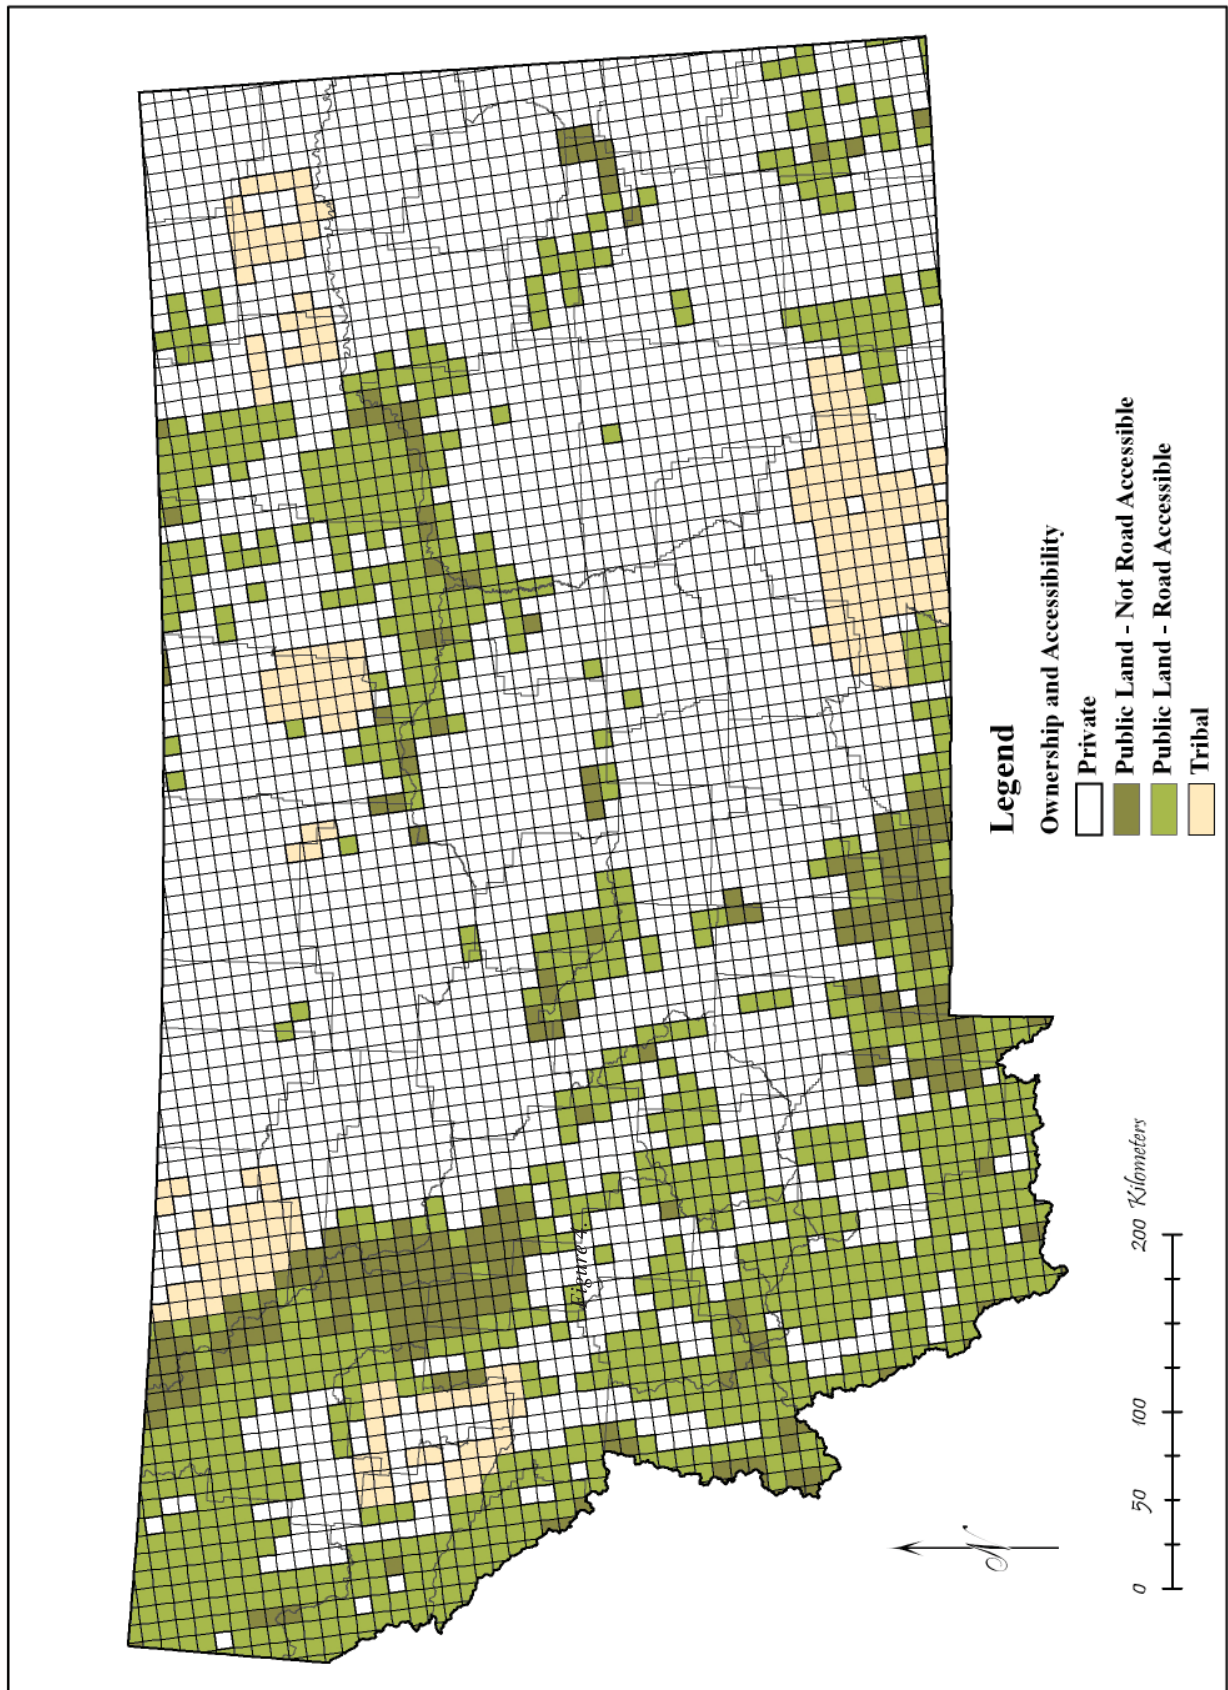 Figure 4.
Legend
Ownership and Accessibility
Private
Public Land - Not Road Accessible
Public Land - Road Accessible
Tribal
N
0 50 100 200 Kilometers